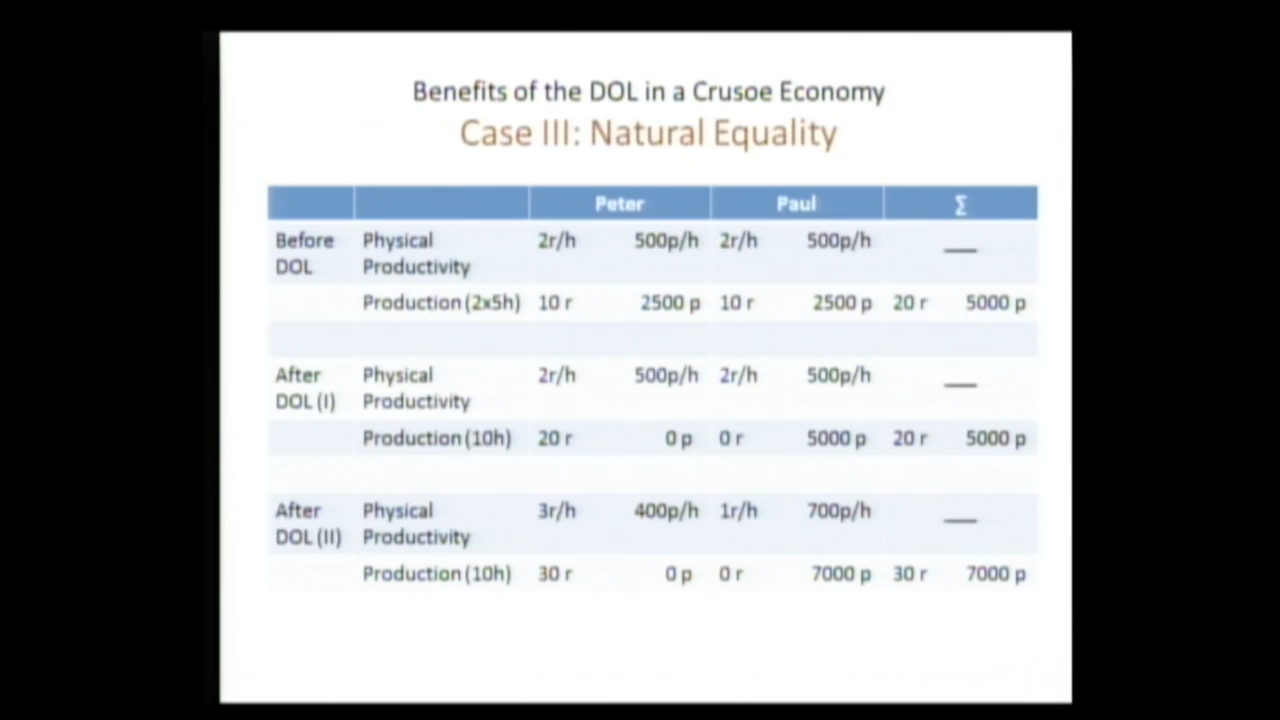 Benefits of the DOL in a Crusoe Economy
Case III: Natural Equality
Peter Paul ∑
Before DOL Physical Productivity 2r/h 500p/h 2r/h 500p/h —
Production (2x5h) 10 r 2500 p 10 r 2500 p 20 r 5000 p
After DOL (I) Physical Productivity 2r/h 500p/h 2r/h 500p/h —
Production (10h) 20 r 0 p 0 r 5000 p 20 r 5000 p
After DOL (II) Physical Productivity 3r/h 400p/h 1r/h 700p/h —
Production (10h) 30 r 0 p 0 r 7000 p 30 r 7000 p